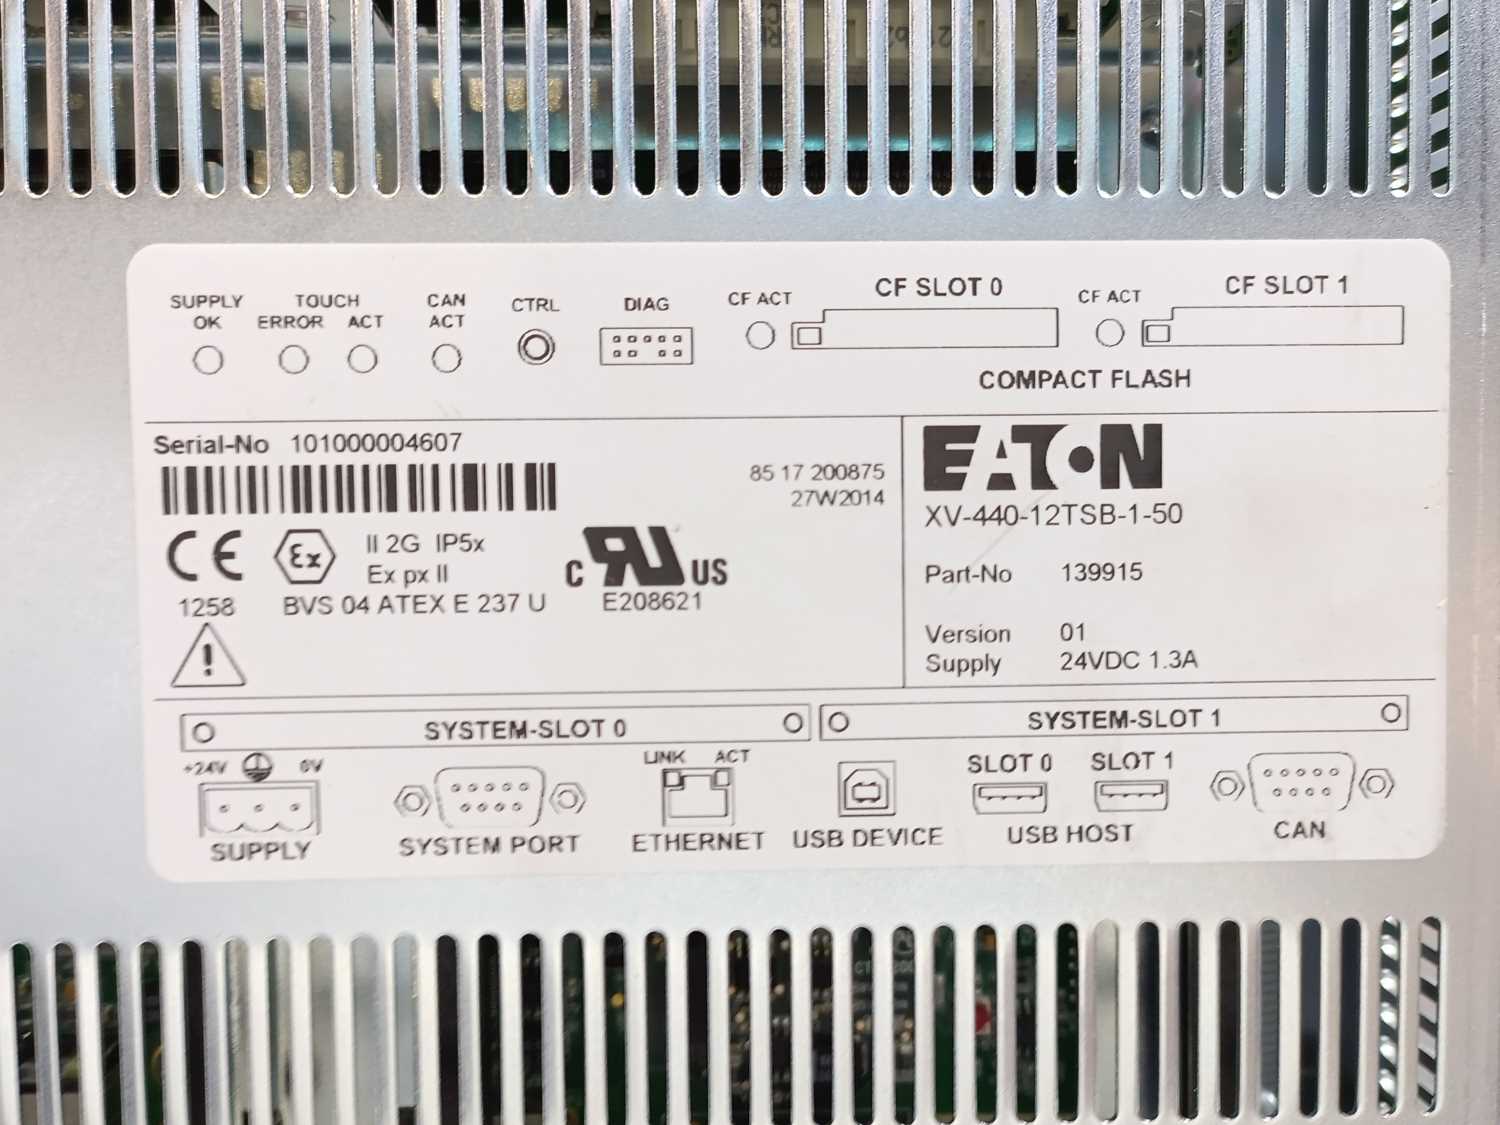 SUPPLY OK
TOUCH
ERROR ACT
CAN ACT
CTRL
DIAG
CF ACT
CF SLOT 0
CF ACT
CF SLOT 1
COMPACT FLASH
Serial-No 101000004607
85 17 200875
27W2014
CE
1258
Ex
II 2G IP5x
Ex px II
BVS 04 ATEX E 237 U
C RU US
E208621
!
EATON
XV-440-12TSB-1-50
Part-No 139915
Version 01
Supply 24VDC 1.3A
SYSTEM-SLOT 0
SYSTEM-SLOT 1
+24V 0V
SUPPLY
SYSTEM PORT
LINK ACT
ETHERNET
USB DEVICE
SLOT 0 SLOT 1
USB HOST
CAN